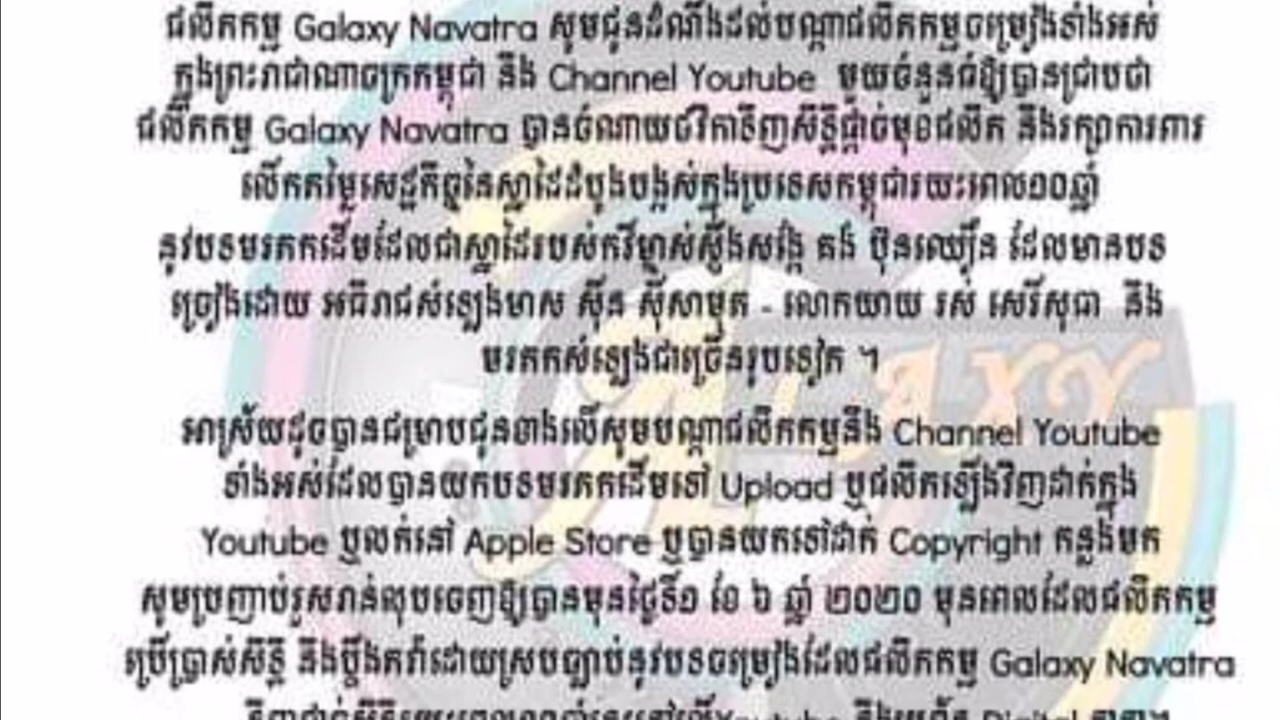 ផលិតកម្ម Galaxy Navatra សូមជូនដំណឹងដល់បណ្តាផលិតកម្មចម្រៀងទាំងអស់
ក្នុងព្រះរាជាណាចក្រកម្ពុជា និង Channel Youtube មួយចំនួនធំឱ្យបានជ្រាបថា
ផលិតកម្ម Galaxy Navatra បានចំណាយថវិកាទិញសិទ្ធិផ្តាច់មុខផលិត និងរក្សាការពារ
លើតម្លៃសេដ្ឋកិច្ចនៃស្នាដៃដំបូងបង្អស់ក្នុងប្រទេសកម្ពុជារយៈពេល១០ឆ្នាំ
នូវបទមរតកដើមដែលជាស្នាដៃរបស់កវីម្ចាស់ស្ទឹងសង្កែ គង់ ប៊ុនឈឿន ដែលមានបទ
ច្រៀងដោយ អធិរាជសំឡេងមាស ស៊ីន ស៊ីសាមុត - លោកយាយ រស់ សេរីសុធា និង
មរតកសំឡេងជាច្រើនរូបទៀត ។
អាស្រ័យដូចបានជម្រាបជូនខាងលើសូមបណ្តាផលិតកម្មនិង Channel Youtube
ទាំងអស់ដែលបានយកបទមរតកដើមទៅ Upload ឬផលិតឡើងវិញដាក់ក្នុង
Youtube ឬលក់នៅ Apple Store ឬបានយកទៅដាក់ Copyright កន្លងមក
សូមប្រញាប់រួសរាន់លុបចេញឱ្យបានមុនថ្ងៃទី១ ខែ ៦ ឆ្នាំ ២០២០ មុនពេលដែលផលិតកម្ម
ប្រើប្រាស់សិទ្ធិ និងប្តឹងតវ៉ាដោយស្របច្បាប់នូវបទចម្រៀងដែលផលិតកម្ម Galaxy Navatra